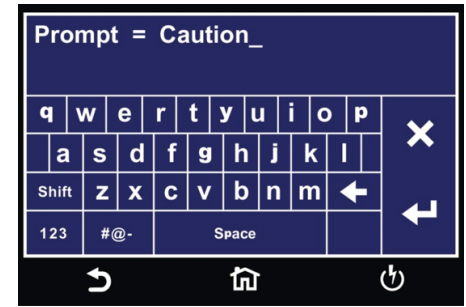 Prompt = Caution_
q w e r t y u i o p
a s d f g h j k l
Shift z x c v b n m
123 #@- Space